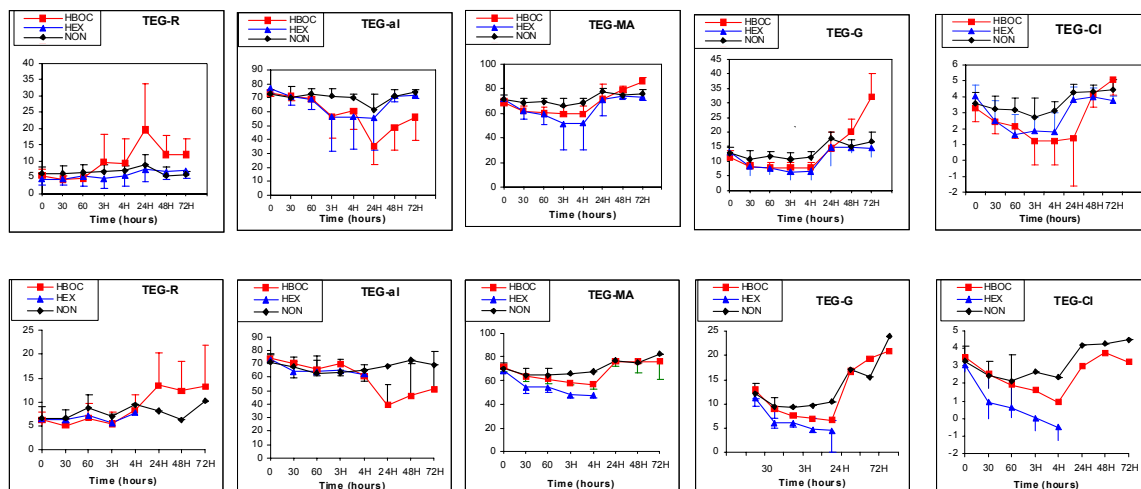 HBOC
HEX
NON
TEG-R
40
35
30
25
20
15
10
5
0
0 30 60 3H 4H 24H 48H 72H
Time (hours)
HBOC
HEX
NON
TEG-al
90
80
70
60
50
40
30
20
10
0
0 30 60 3H 4H 24H 48H 72H
Time (hours)
HBOC
HEX
NON
TEG-MA
100
80
60
40
20
0
0 30 60 3H 4H 24H 48H 72H
Time (hours)
HBOC
HEX
NON
TEG-G
45
40
35
30
25
20
15
10
5
0
0 30 60 3H 4H 24H 48H 72H
Time (hours)
HBOC
HEX
NON
TEG-CI
6
5
4
3
2
1
0
-1
-2
0 30 60 3H 4H 24H 48H 72H
Time (hours)
HBOC
HEX
NON
TEG-R
25
20
15
10
5
0
0 30 60 3H 4H 24H 48H 72H
Time (hours)
HBOC
HEX
NON
TEG-al
90
80
70
60
50
40
30
20
10
0
0 30 60 3H 4H 24H 48H 72H
Time (hours)
HBOC
HEX
NON
TEG-MA
100
80
60
40
20
0
0 30 60 3H 4H 24H 48H 72H
Time (hours)
HBOC
HEX
NON
TEG-G
25
20
15
10
5
0
30 3H 24H 72H
Time (hours)
HBOC
HEX
NON
TEG-CI
5
4
3
2
1
0
-1
-2
0 30 60 3H 4H 24H 48H 72H
Time (hours)